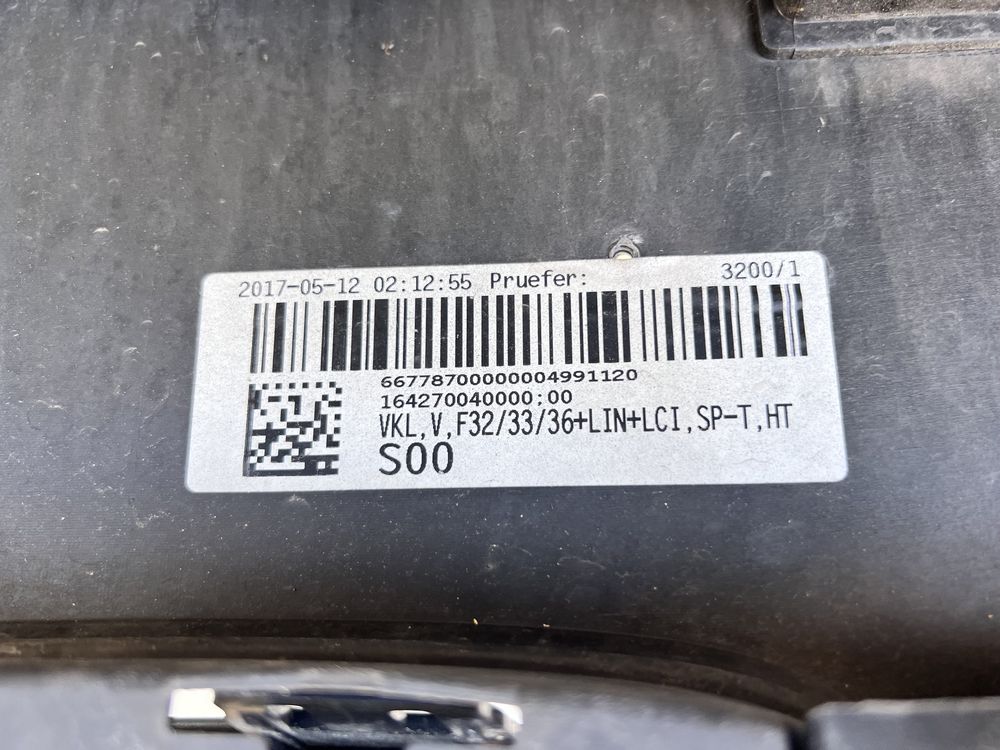 2017-05-12 02:12:55 Pruefer: 3200/1
66778700000004991120
164270040000;00
VKL,V,F32/33/36+LIN+LCI,SP-T,HT
S00